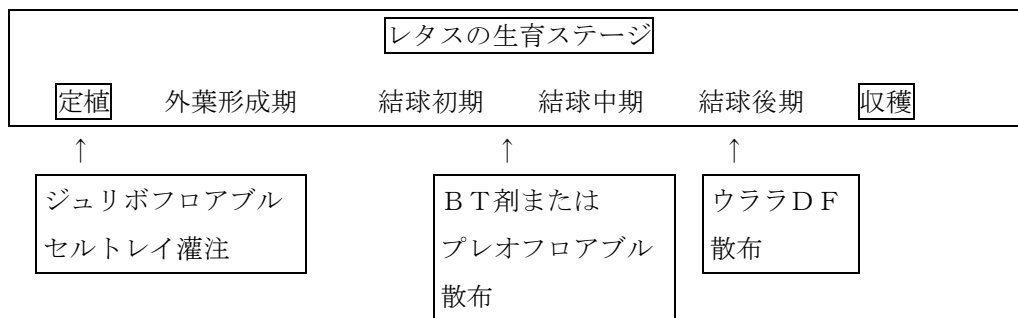 レタスの生育ステージ
定植 外葉形成期 結球初期 結球中期 結球後期 収穫
↑ ↑ ↑
ジュリボフロアブル
セルトレイ灌注
ＢＴ剤または
プレオフロアブル
散布
ウララＤＦ
散布